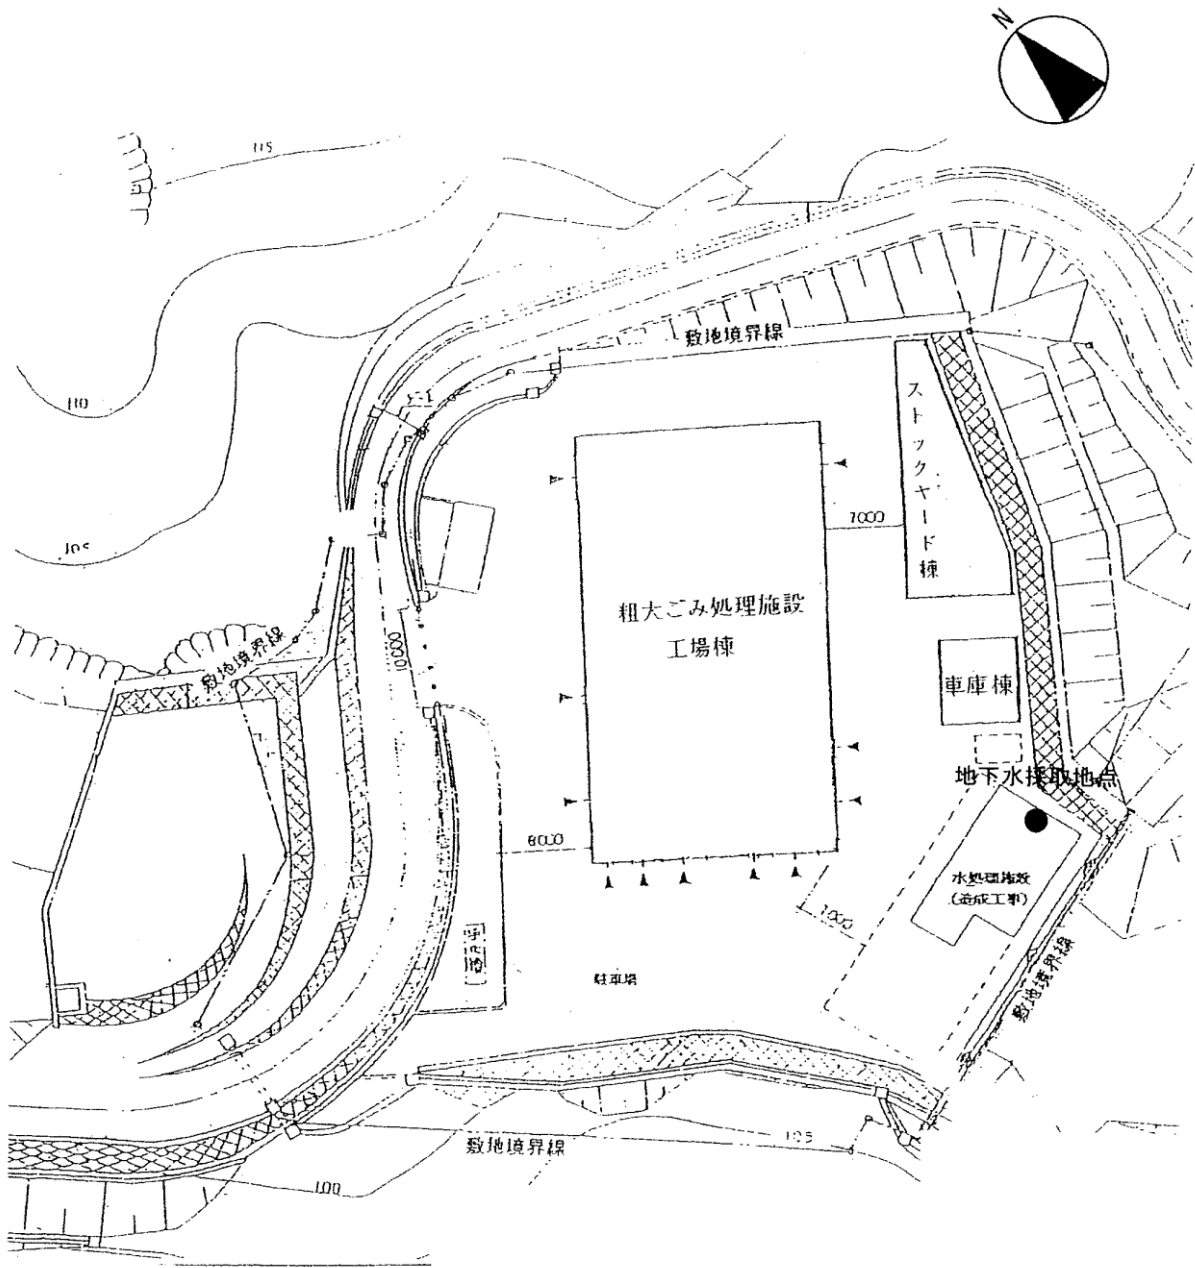 N
115
敷地境界線
110
ストックヤード棟
7000
105
粗大ごみ処理施設
工場棟
敷地境界線
10000
車庫棟
地下水採取地点
8000
水処理施設
(造成工事)
7000
駐車場
敷地境界線
105
敷地境界線
100